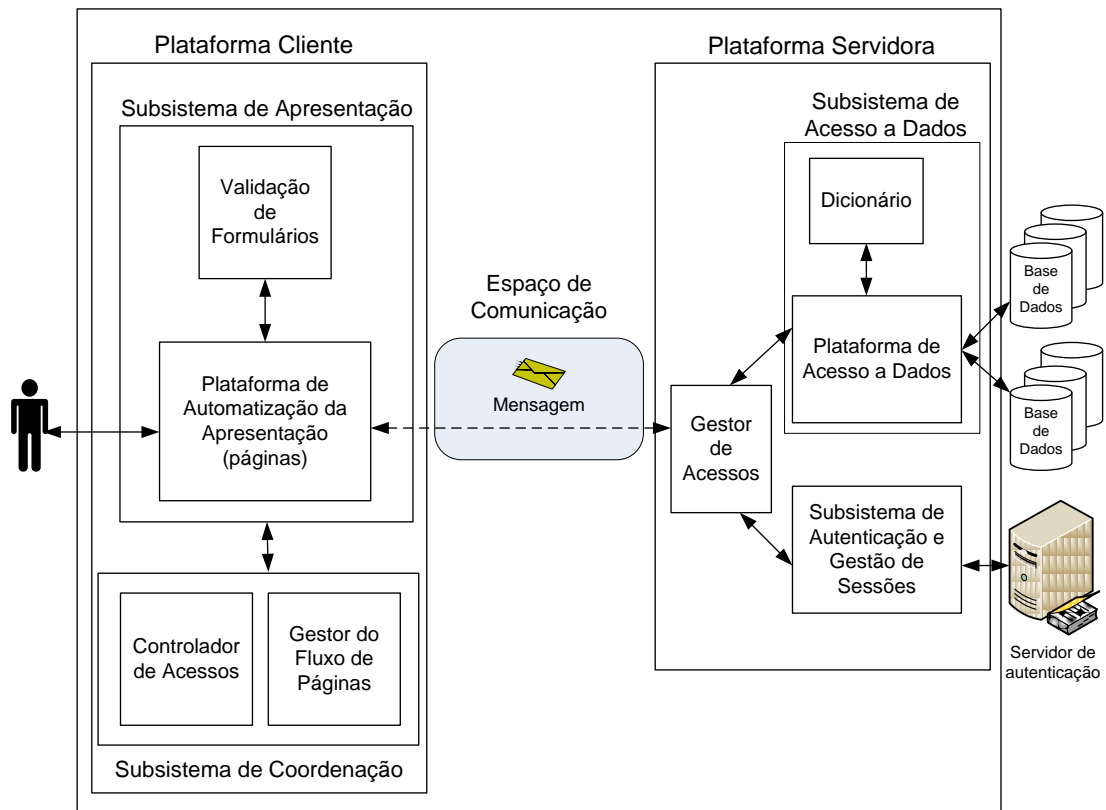 Plataforma Cliente
Subsistema de Apresentação
Validação
de
Formulários
Plataforma de
Automatização da
Apresentação
(páginas)
Controlador
de Acessos
Gestor do
Fluxo de
Páginas
Subsistema de Coordenação
Espaço de
Comunicação
Mensagem
Plataforma Servidora
Subsistema de
Acesso a Dados
Dicionário
Plataforma de
Acesso a Dados
Gestor
de
Acessos
Subsistema de
Autenticação e
Gestão de
Sessões
Base
de
Dados
Base
de
Dados
Servidor de
autenticação